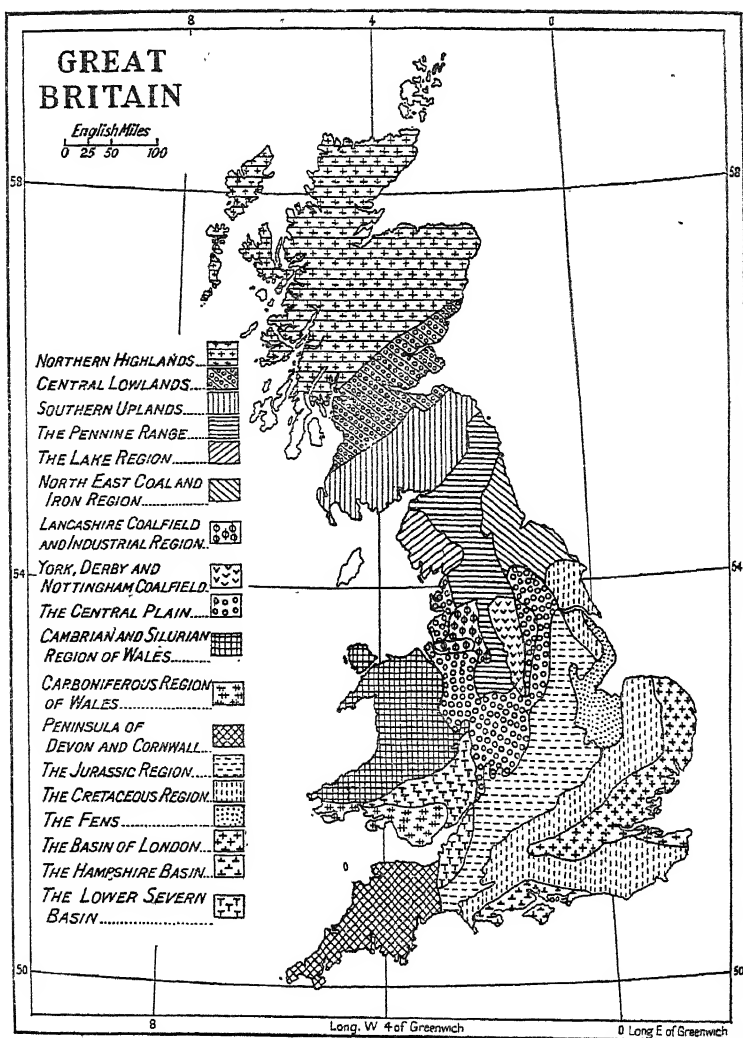 8 4 0
GREAT
BRITAIN
English Miles
0 25 50 100
58 58
NORTHERN HIGHLANDS
CENTRAL LOWLANDS
SOUTHERN UPLANDS
THE PENNINE RANGE
THE LAKE REGION
NORTH EAST COAL AND
IRON REGION
LANCASHIRE COALFIELD
AND INDUSTRIAL REGION
54 54
YORK, DERBY AND
NOTTINGHAM, COALFIELD
THE CENTRAL PLAIN
CAMBRIAN AND SILURIAN
REGION OF WALES
CARBONIFEROUS REGION
OF WALES
PENINSULA OF
DEVON AND CORNWALL
THE JURASSIC REGION
THE CRETACEOUS REGION
THE FENS
THE BASIN OF LONDON
THE HAMPSHIRE BASIN
THE LOWER SEVERN
BASIN
50 50
8 Long. W 4 of Greenwich 0 Long E of Greenwich